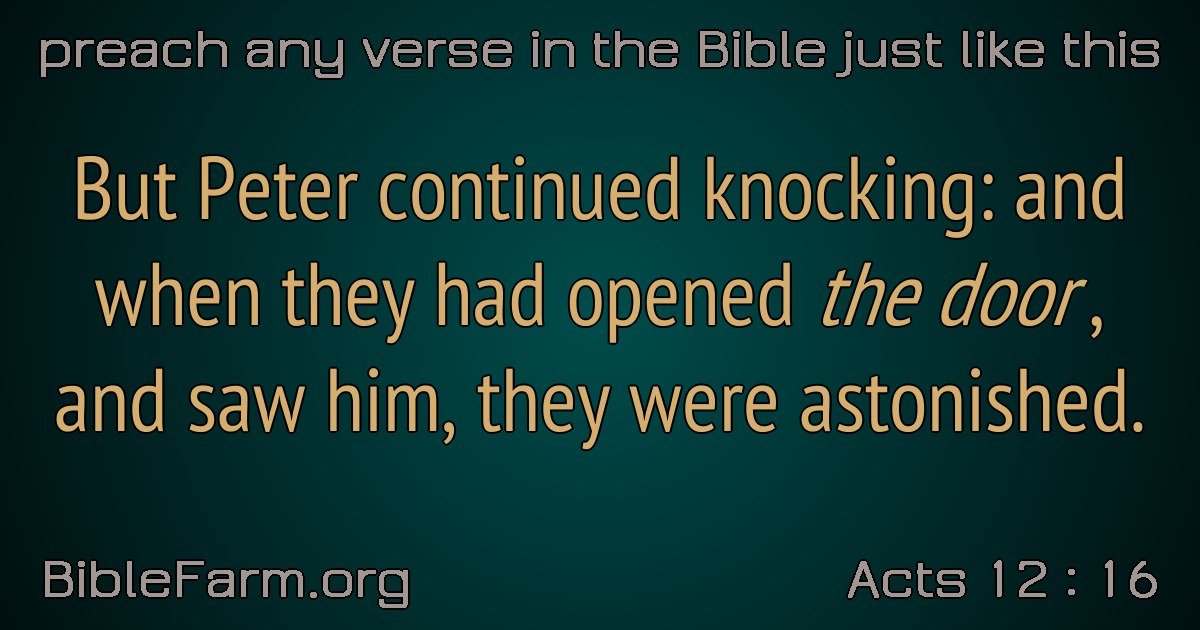 preach any verse in the Bible just like this
But Peter continued knocking: and
when they had opened the door,
and saw him, they were astonished.
BibleFarm.org
Acts 12 : 16